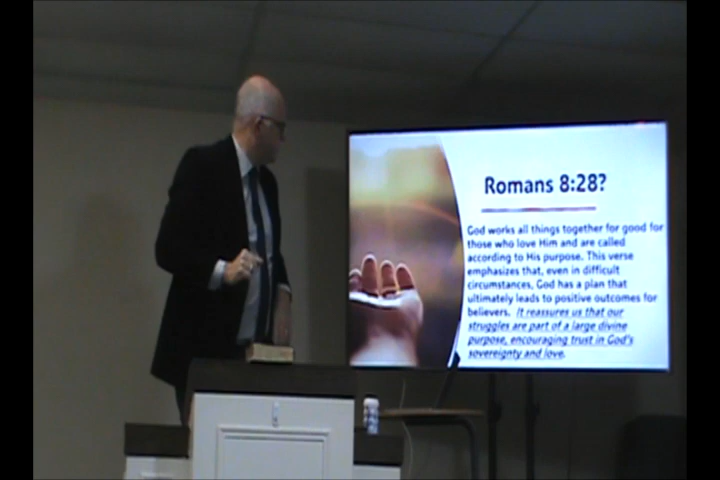 Romans 8:28?
God works all things together for good for
those who love Him and are called
according to His purpose. This verse
emphasizes that, even in difficult
circumstances, God has a plan that
ultimately leads to positive outcomes for
believers. It reassures us that our
struggles are part of a large divine
purpose, encouraging trust in God's
sovereignty and love.